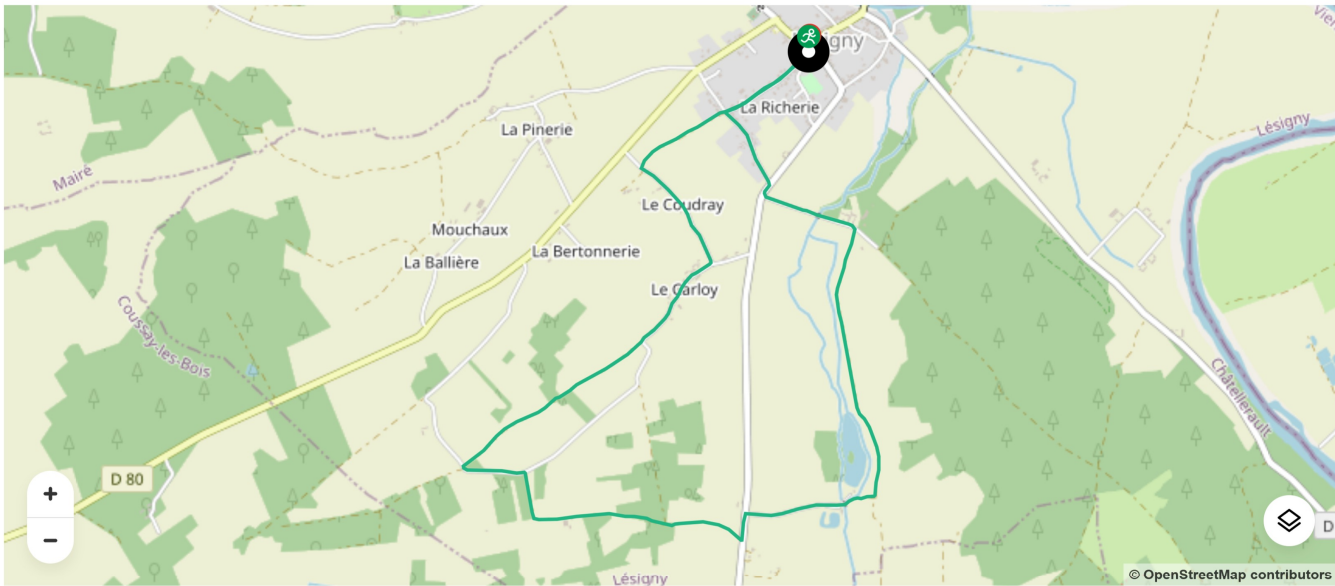 Lésigny
La Richerie
La Pinerie
Mairé
Le Coudray
Mouchaux
La Bertonnerie
La Ballière
Le Carloy
Coussay-les-Bois
Châtellerault
D 80
+
−
D
Lésigny
© OpenStreetMap contributors